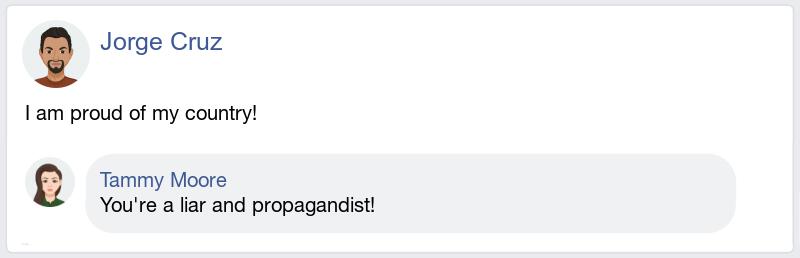 Jorge Cruz
I am proud of my country!
Tammy Moore
You're a liar and propagandist!